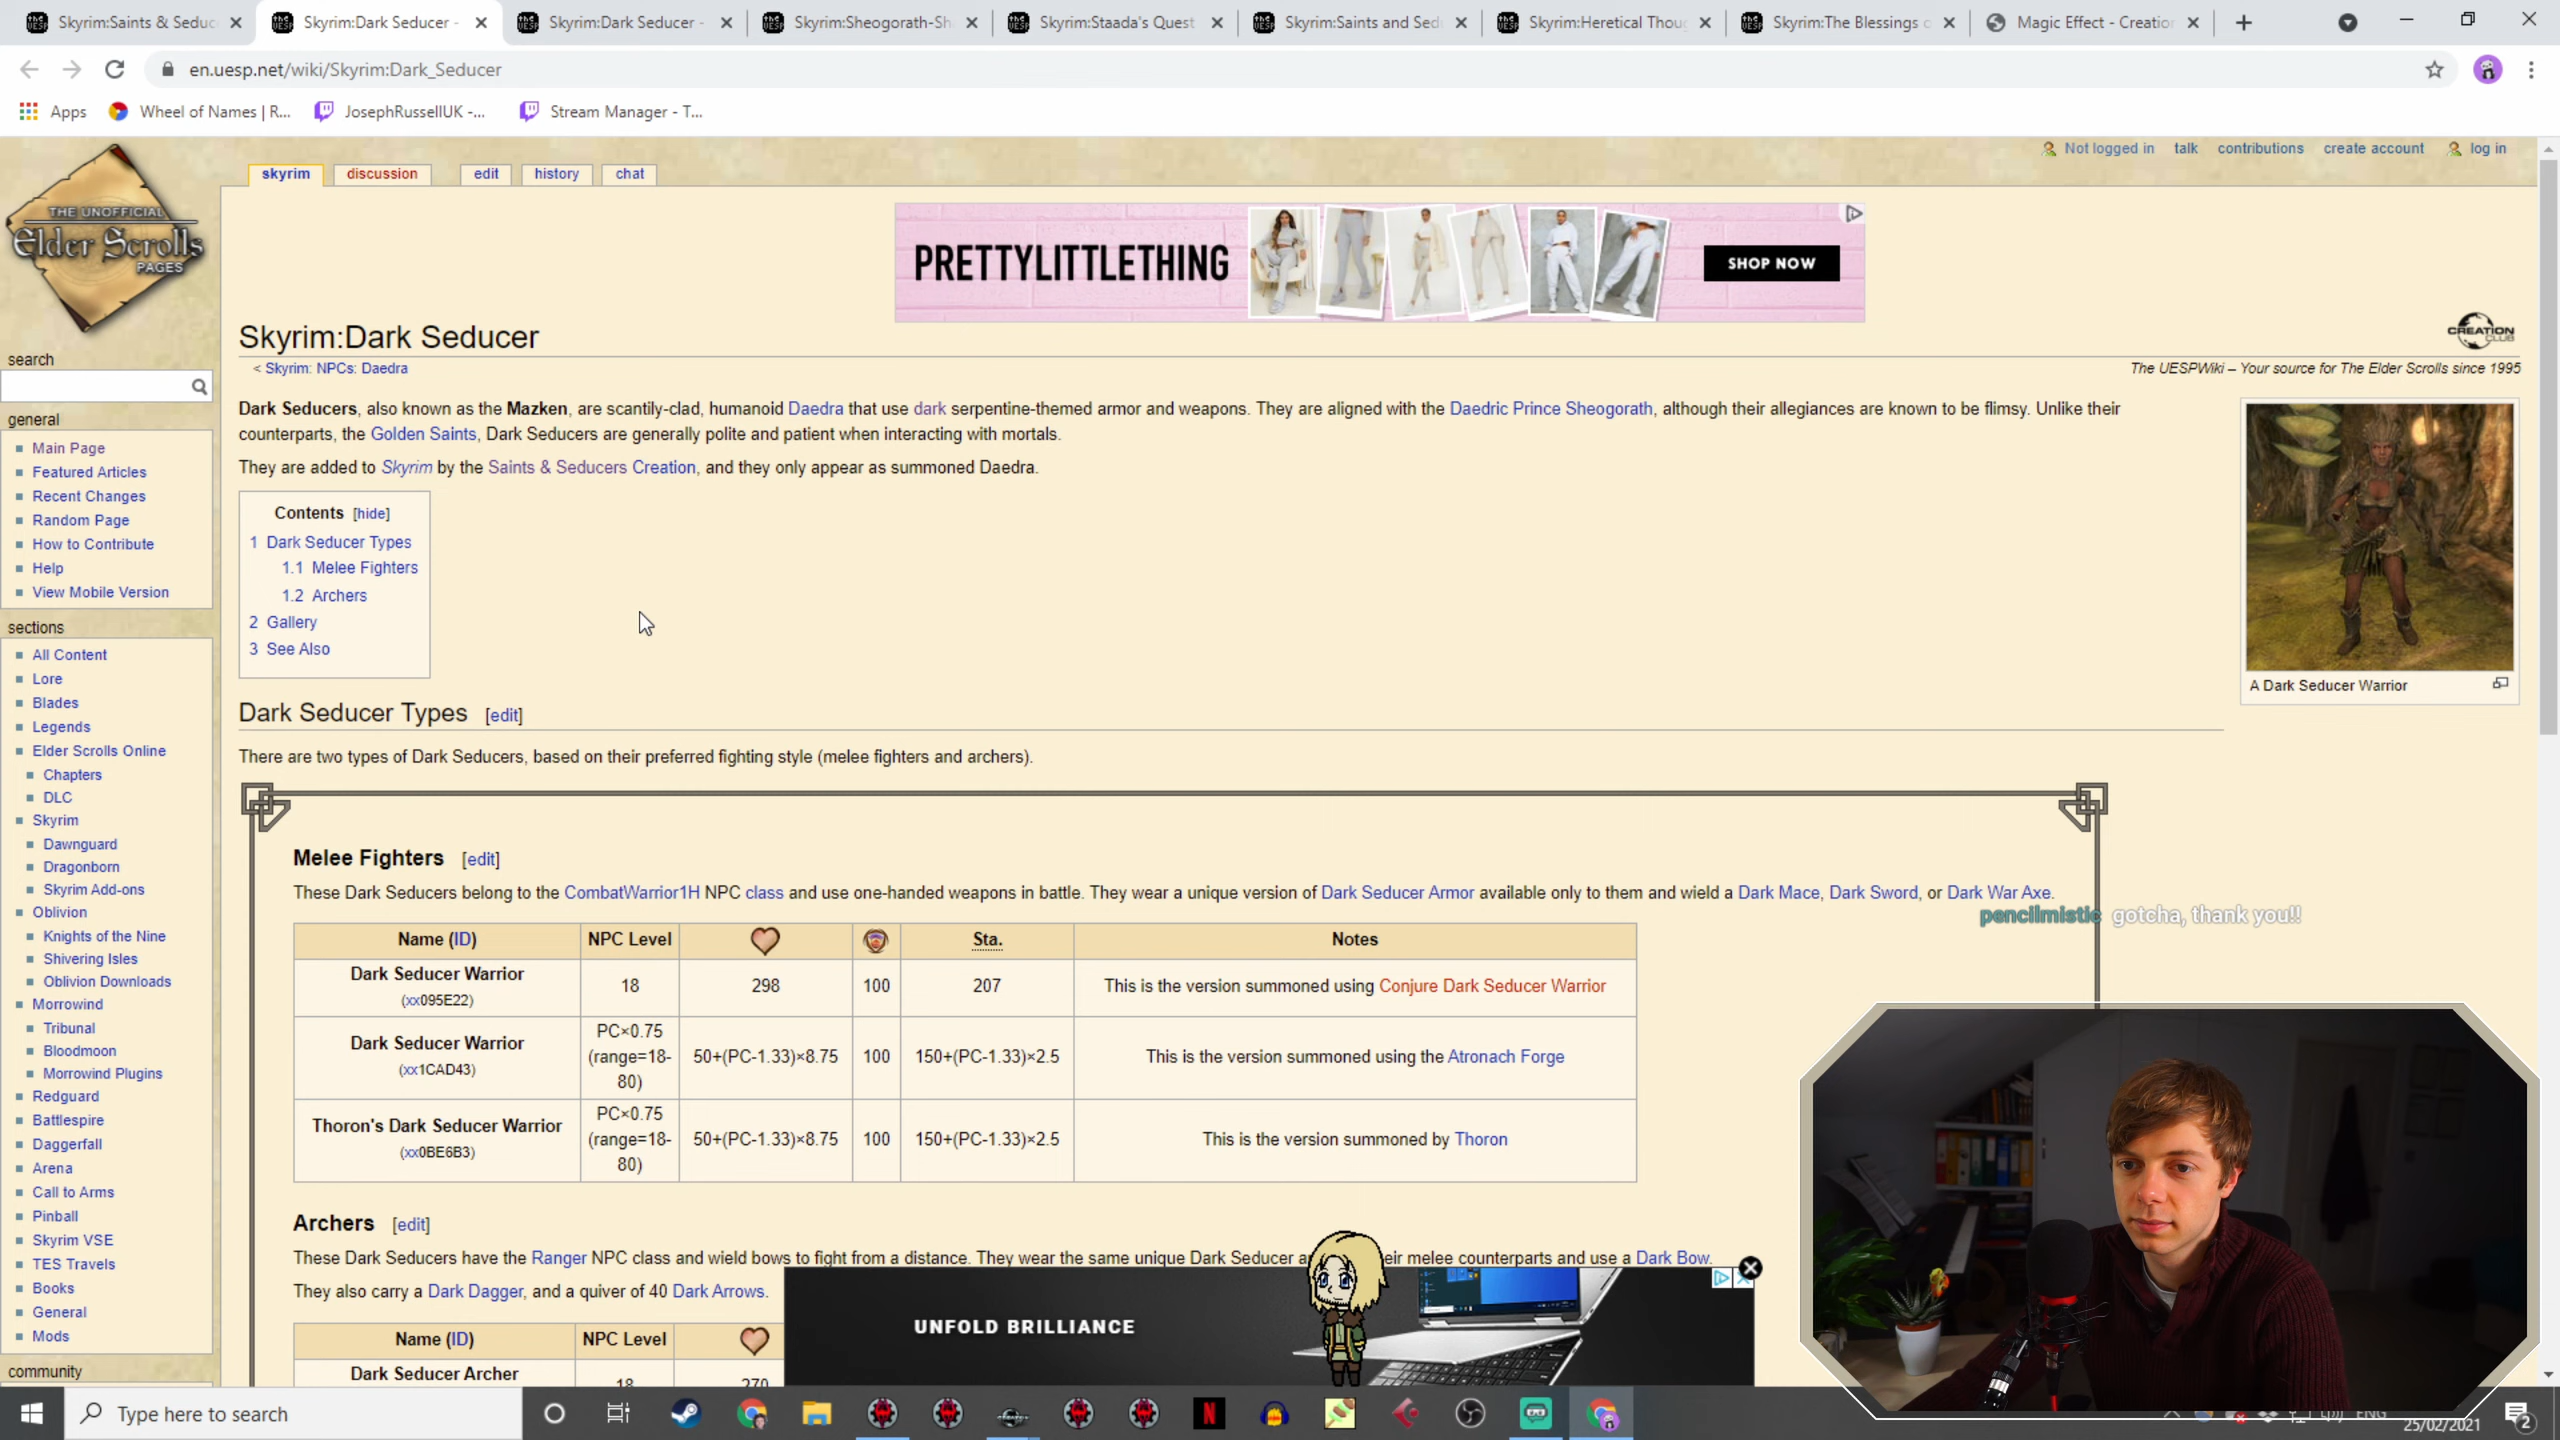 Skyrim:Saints & Seduc
Skyrim:Dark Seducer -
Skyrim:Dark Seducer -
Skyrim:Sheogorath-Sh
Skyrim:Staada's Quest
Skyrim:Saints and Sed
Skyrim:Heretical Thou
Skyrim:The Blessings o
Magic Effect - Creation
en.uesp.net/wiki/Skyrim:Dark_Seducer
Apps
Wheel of Names | R...
JosephRussellUK -...
Stream Manager - T...
Not logged in talk contributions create account log in
skyrim discussion edit history chat
THE UNOFFICIAL
Elder Scrolls
PAGES
PRETTYLITTLETHING
SHOP NOW
Skyrim:Dark Seducer
CREATION
CLUB
< Skyrim: NPCs: Daedra
The UESPWiki – Your source for The Elder Scrolls since 1995
Dark Seducers, also known as the Mazken, are scantily-clad, humanoid Daedra that use dark serpentine-themed armor and weapons. They are aligned with the Daedric Prince Sheogorath, although their allegiances are known to be flimsy. Unlike their
counterparts, the Golden Saints, Dark Seducers are generally polite and patient when interacting with mortals.
They are added to Skyrim by the Saints & Seducers Creation, and they only appear as summoned Daedra.
A Dark Seducer Warrior
Contents [hide]
1 Dark Seducer Types
1.1 Melee Fighters
1.2 Archers
2 Gallery
3 See Also
Dark Seducer Types [edit]
There are two types of Dark Seducers, based on their preferred fighting style (melee fighters and archers).
Melee Fighters [edit]
These Dark Seducers belong to the CombatWarrior1H NPC class and use one-handed weapons in battle. They wear a unique version of Dark Seducer Armor available only to them and wield a Dark Mace, Dark Sword, or Dark War Axe.
pencilmistic gotcha, thank you!!
Name (ID) NPC Level Sta. Notes
Dark Seducer Warrior
(xx095E22) 18 298 100 207 This is the version summoned using Conjure Dark Seducer Warrior
Dark Seducer Warrior
(xx1CAD43) PC×0.75
(range=18-
80) 50+(PC-1.33)×8.75 100 150+(PC-1.33)×2.5 This is the version summoned using the Atronach Forge
Thoron's Dark Seducer Warrior
(xx0BE6B3) PC×0.75
(range=18-
80) 50+(PC-1.33)×8.75 100 150+(PC-1.33)×2.5 This is the version summoned by Thoron
Archers [edit]
These Dark Seducers have the Ranger NPC class and wield bows to fight from a distance. They wear the same unique Dark Seducer eir melee counterparts and use a Dark Bow.
They also carry a Dark Dagger, and a quiver of 40 Dark Arrows.
Name (ID) NPC Level
Dark Seducer Archer
18 270
UNFOLD BRILLIANCE
search
general
Main Page
Featured Articles
Recent Changes
Random Page
How to Contribute
Help
View Mobile Version
sections
All Content
Lore
Blades
Legends
Elder Scrolls Online
Chapters
DLC
Skyrim
Dawnguard
Dragonborn
Skyrim Add-ons
Oblivion
Knights of the Nine
Shivering Isles
Oblivion Downloads
Morrowind
Tribunal
Bloodmoon
Morrowind Plugins
Redguard
Battlespire
Daggerfall
Arena
Call to Arms
Pinball
Skyrim VSE
TES Travels
Books
General
Mods
community
Type here to search
ENG
25/02/2021
2